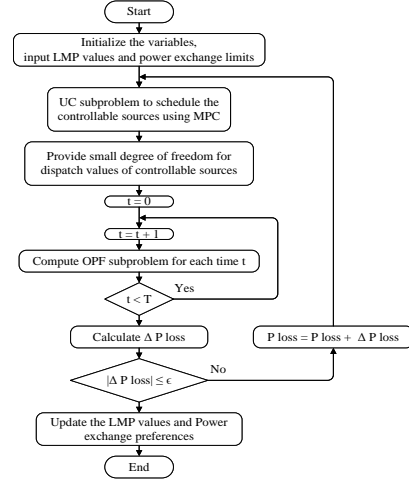 Start
Initialize the variables,
input LMP values and power exchange limits
UC subproblem to schedule the
controllable sources using MPC
Provide small degree of freedom for
dispatch values of controllable sources
t = 0
t = t + 1
Compute OPF subproblem for each time t
Yes
t < T
Calculate Δ P loss
P loss = P loss + Δ P loss
No
|Δ P loss| ≤ ϵ
Update the LMP values and Power
exchange preferences
End